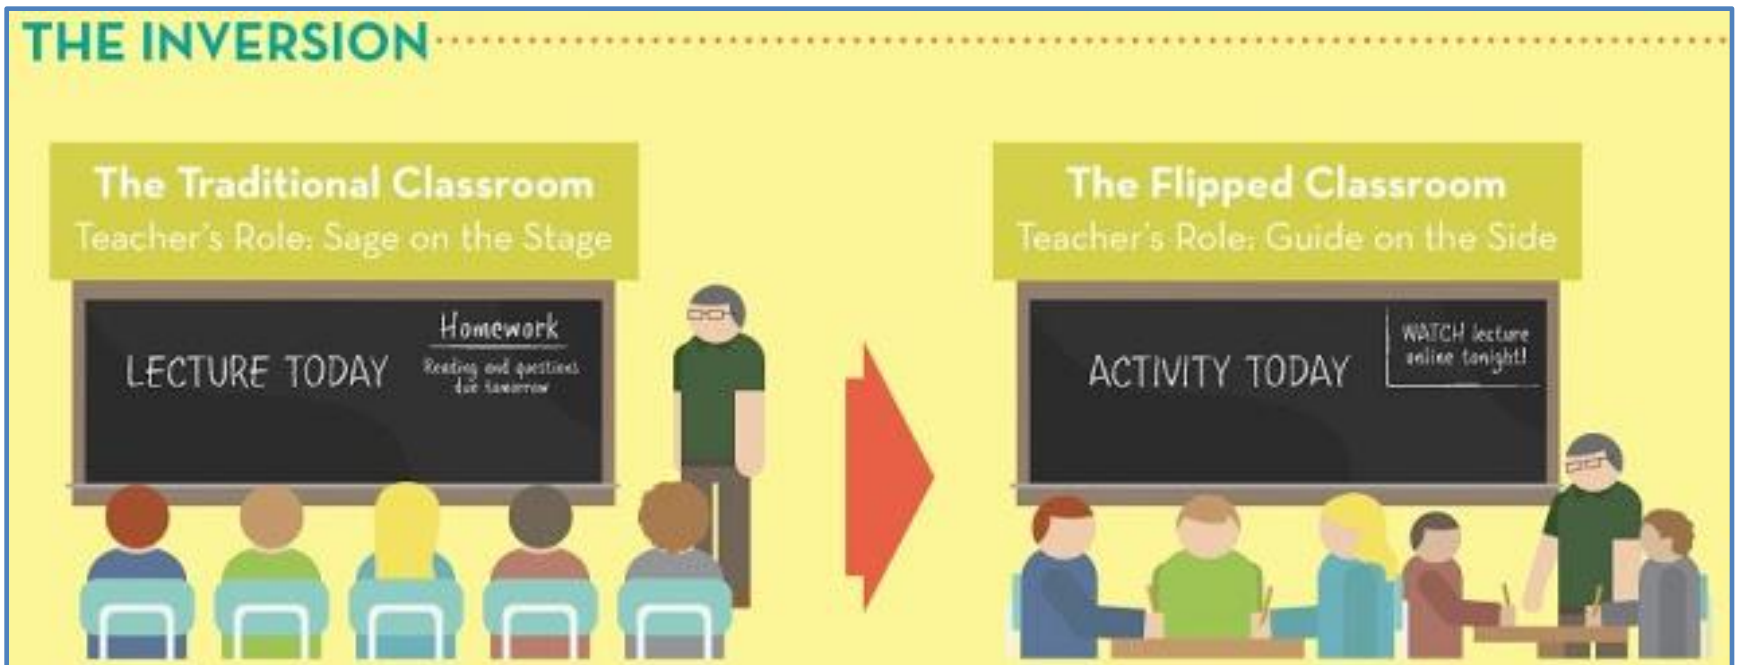 THE INVERSION
The Traditional Classroom
Teacher's Role: Sage on the Stage
LECTURE TODAY
Homework
Reading and questions
due tomorrow
The Flipped Classroom
Teacher's Role: Guide on the Side
ACTIVITY TODAY
WATCH lecture
online tonight!